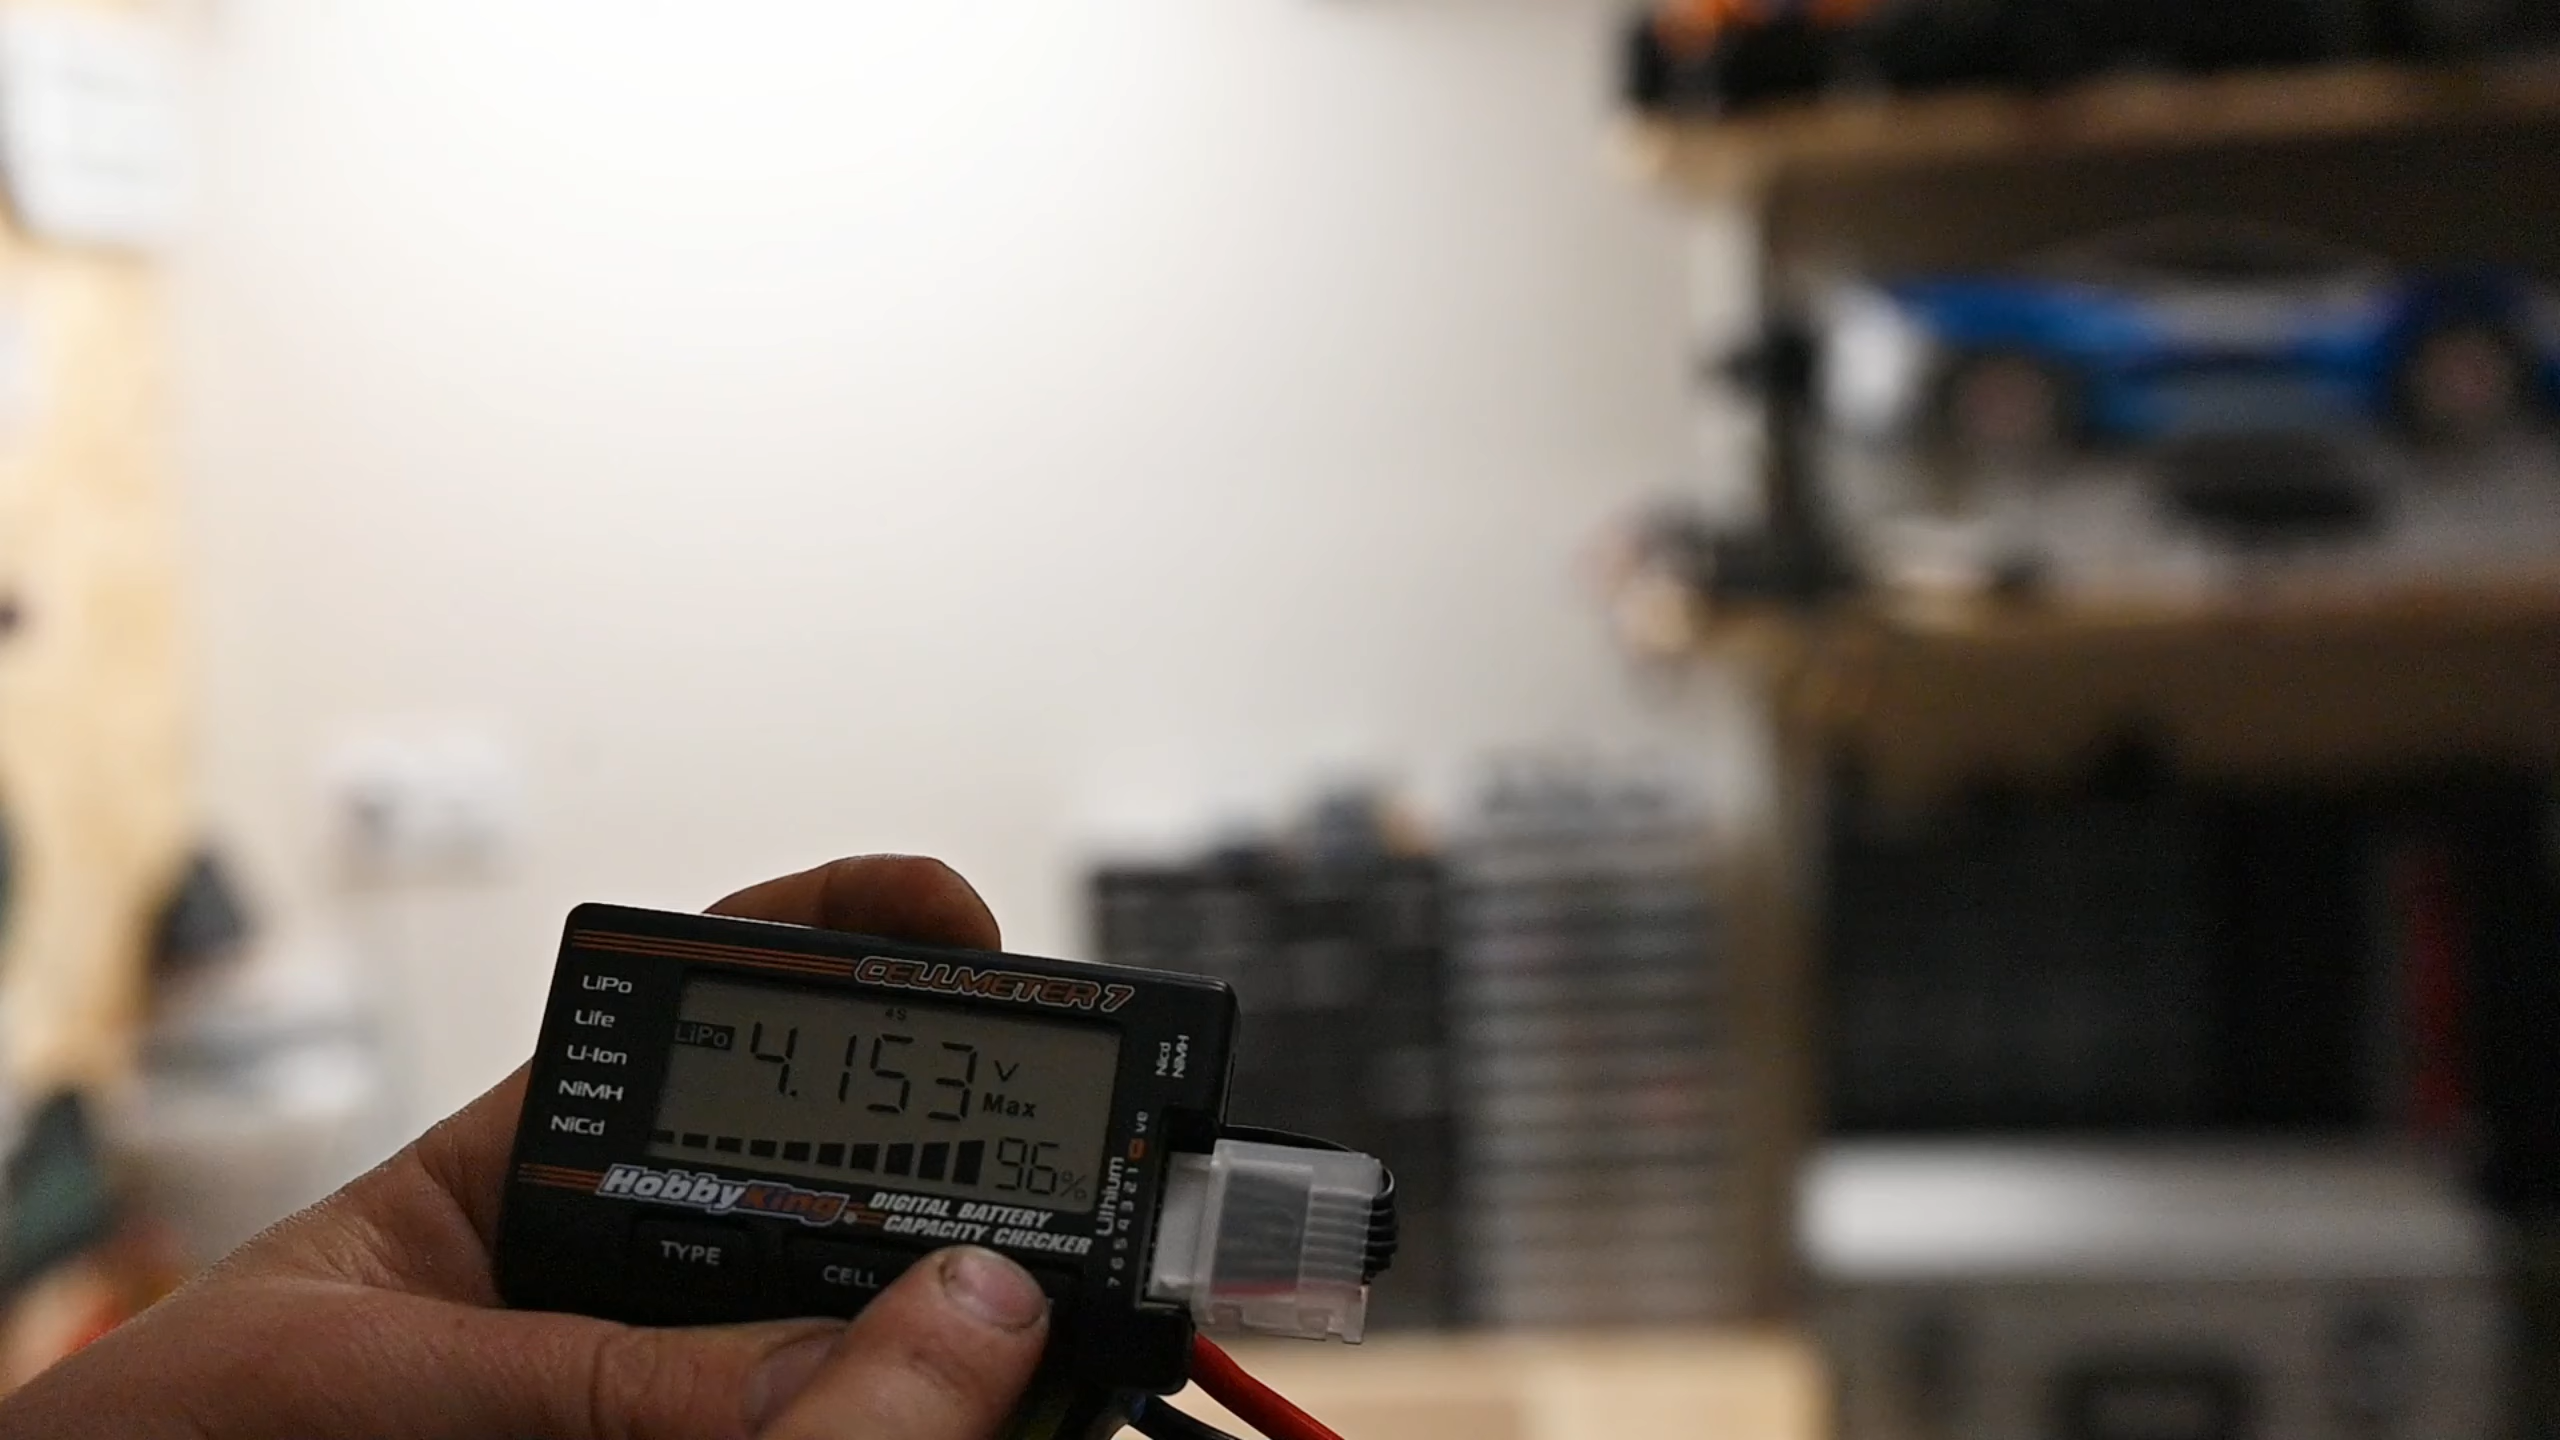 CELLMETER 7
LiPo
Life
Li-Ion
NiMH
NiCd
4S
LiPo 4.153 V
Max
96%
Nicd
NiMH
Lithium
7 6 5 4 3 2 1 ve
HobbyKing
DIGITAL BATTERY
CAPACITY CHECKER
TYPE
CELL